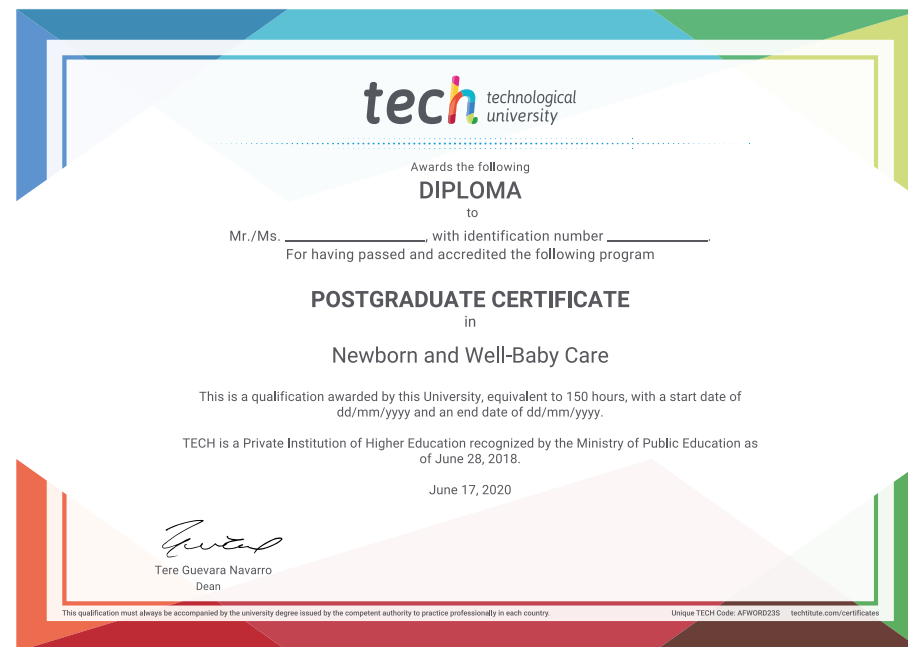 tech technological
university
Awards the following
DIPLOMA
to
Mr./Ms. ____________, with identification number _________.
For having passed and accredited the following program
POSTGRADUATE CERTIFICATE
in
Newborn and Well-Baby Care
This is a qualification awarded by this University, equivalent to 150 hours, with a start date of
dd/mm/yyyy and an end date of dd/mm/yyyy.
TECH is a Private Institution of Higher Education recognized by the Ministry of Public Education as
of June 28, 2018.
June 17, 2020
Tere Guevara Navarro
Dean
This qualification must always be accompanied by the university degree issued by the competent authority to practice professionally in each country.
Unique TECH Code: AFWORD23S techtitute.com/certificates